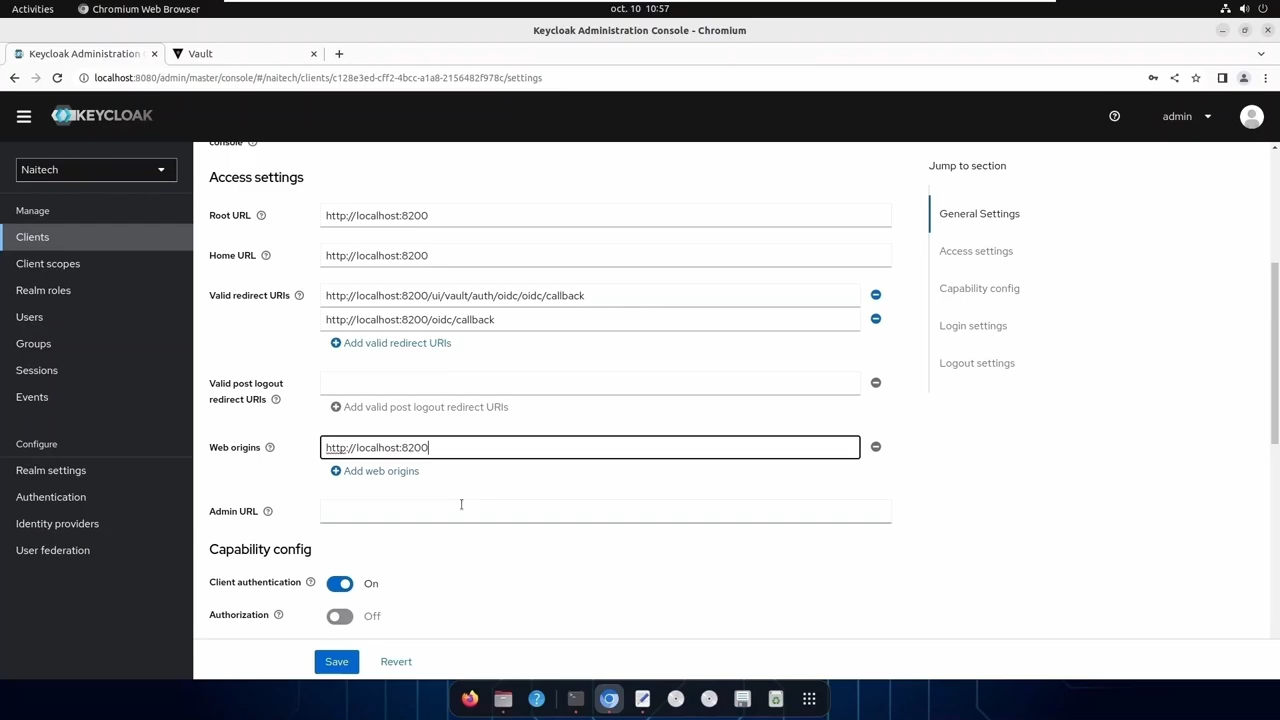 Activities
Chromium Web Browser
oct. 10 10:57
Keycloak Administration Console - Chromium
Keycloak Administration
Vault
localhost:8080/admin/master/console/#/naitech/clients/c128e3ed-cff2-4bcc-a1a8-2156482f978c/settings
KEYCLOAK
admin
Naitech
Manage
Clients
Client scopes
Realm roles
Users
Groups
Sessions
Events
Configure
Realm settings
Authentication
Identity providers
User federation
console
Access settings
Root URL
http://localhost:8200
Home URL
http://localhost:8200
Valid redirect URIs
http://localhost:8200/ui/vault/auth/oidc/oidc/callback
http://localhost:8200/oidc/callback
Add valid redirect URIs
Valid post logout
redirect URIs
Add valid post logout redirect URIs
Web origins
http://localhost:8200
Add web origins
Admin URL
Capability config
Client authentication
On
Authorization
Off
Save
Revert
Jump to section
General Settings
Access settings
Capability config
Login settings
Logout settings